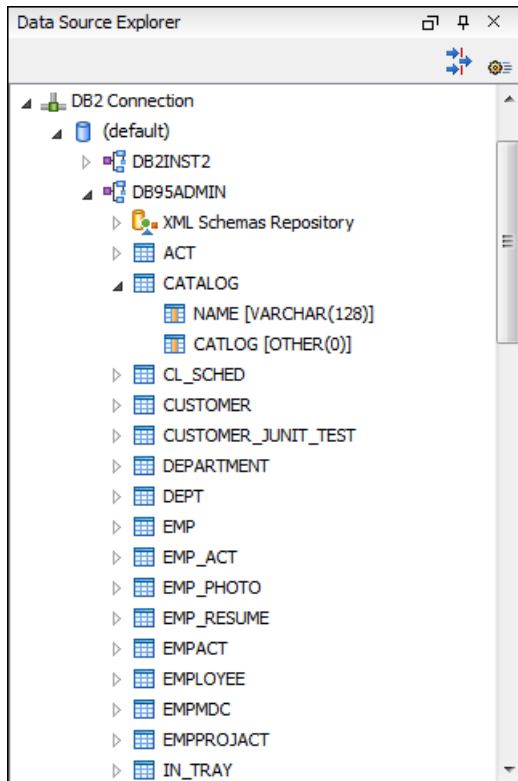 Data Source Explorer
DB2 Connection
(default)
DB2INST2
DB95ADMIN
XML Schemas Repository
ACT
CATALOG
NAME [VARCHAR(128)]
CATLOG [OTHER(0)]
CL_SCHED
CUSTOMER
CUSTOMER_JUNIT_TEST
DEPARTMENT
DEPT
EMP
EMP_ACT
EMP_PHOTO
EMP_RESUME
EMPACT
EMPLOYEE
EMPMDC
EMPPROJACT
IN_TRAY